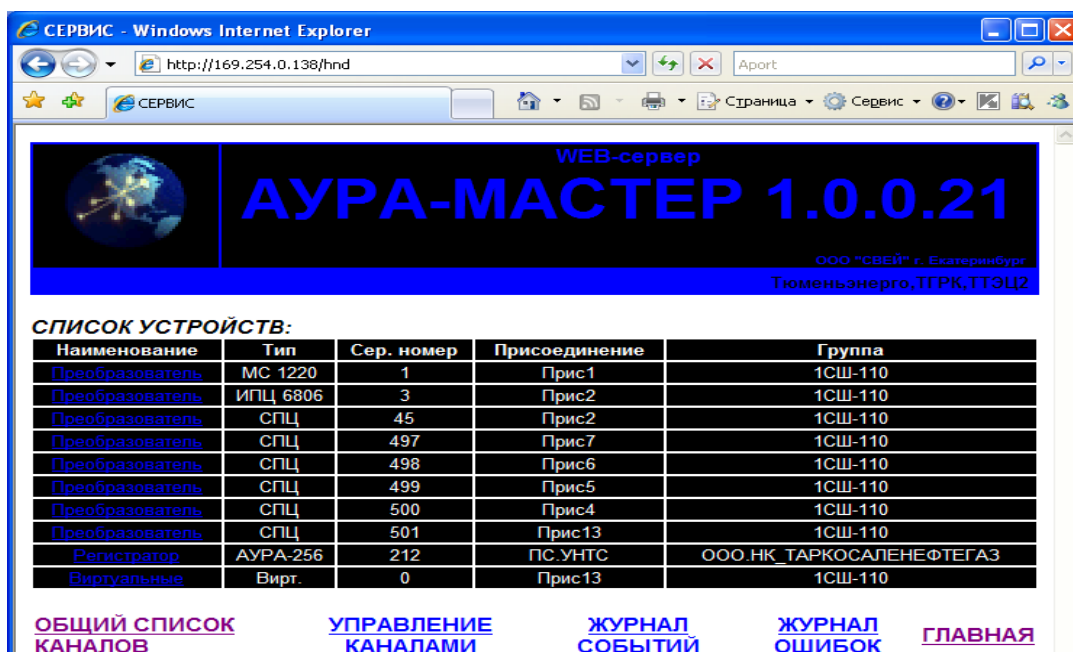 СЕРВИС - Windows Internet Explorer
http://169.254.0.138/hnd
Aport
СЕРВИС
Страница
Сервис
WEB-сервер
АУРА-МАСТЕР 1.0.0.21
ООО "СВЕЙ" г. Екатеринбург
Тюменьэнерго,ТГРК,ТТЭЦ2
СПИСОК УСТРОЙСТВ:
Наименование Тип Сер. номер Присоединение Группа
Преобразователь МС 1220 1 Прис1 1СШ-110
Преобразователь ИПЦ 6806 3 Прис2 1СШ-110
Преобразователь СПЦ 45 Прис2 1СШ-110
Преобразователь СПЦ 497 Прис7 1СШ-110
Преобразователь СПЦ 498 Прис6 1СШ-110
Преобразователь СПЦ 499 Прис5 1СШ-110
Преобразователь СПЦ 500 Прис4 1СШ-110
Преобразователь СПЦ 501 Прис13 1СШ-110
Регистратор АУРА-256 212 ПС.УНТС ООО.НК_ТАРКОСАЛЕНЕФТЕГАЗ
Виртуальные Вирт. 0 Прис13 1СШ-110
ОБЩИЙ СПИСОК КАНАЛОВ
УПРАВЛЕНИЕ КАНАЛАМИ
ЖУРНАЛ СОБЫТИЙ
ЖУРНАЛ ОШИБОК
ГЛАВНАЯ